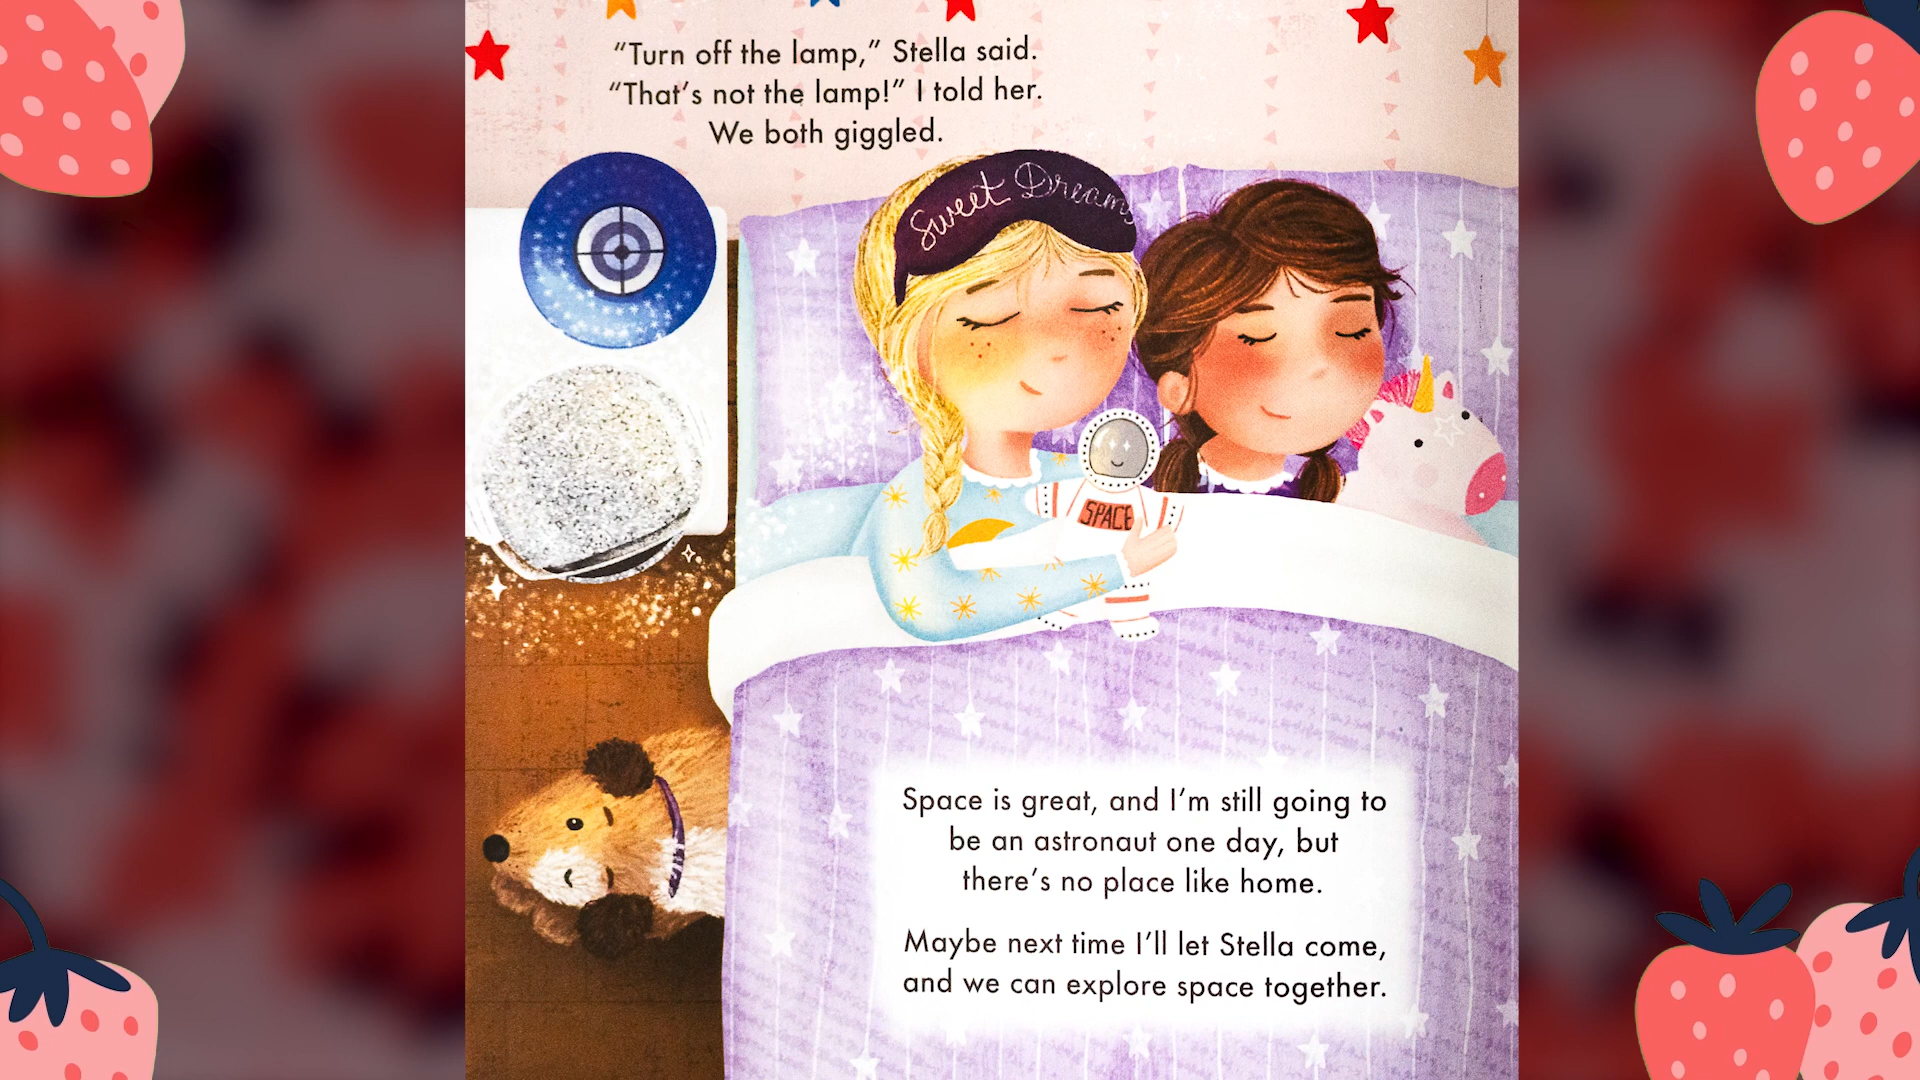 “Turn off the lamp,” Stella said.
“That’s not the lamp!” I told her.
We both giggled.
Sweet Dreams
SPACE
Space is great, and I’m still going to
be an astronaut one day, but
there’s no place like home.
Maybe next time I’ll let Stella come,
and we can explore space together.